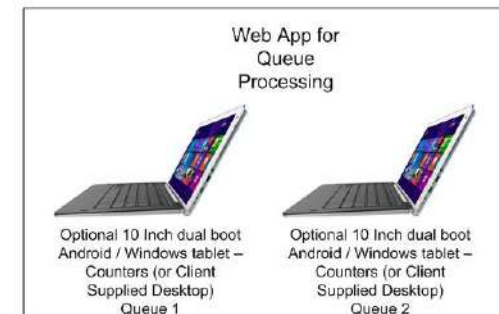 Web App for
Queue
Processing
Optional 10 Inch dual boot
Android / Windows tablet –
Counters (or Client
Supplied Desktop)
Queue 1
Optional 10 Inch dual boot
Android / Windows tablet –
Counters (or Client
Supplied Desktop)
Queue 2